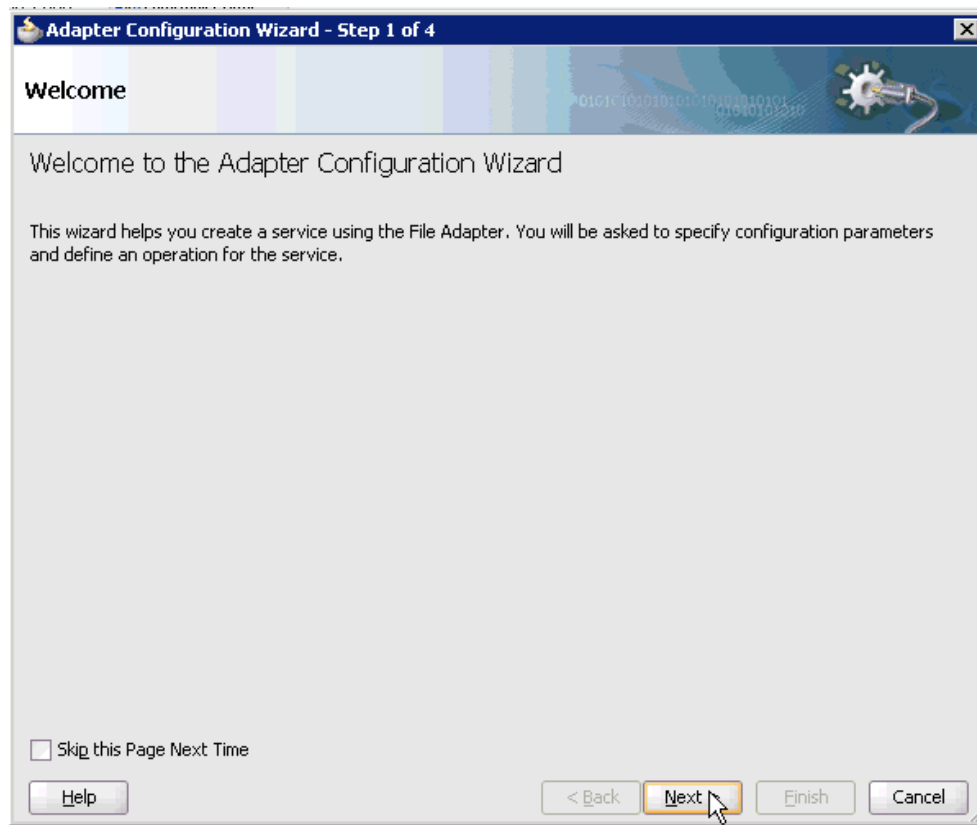 Adapter Configuration Wizard - Step 1 of 4
Welcome
Welcome to the Adapter Configuration Wizard
This wizard helps you create a service using the File Adapter. You will be asked to specify configuration parameters
and define an operation for the service.
Skip this Page Next Time
Help
< Back
Next
Finish
Cancel